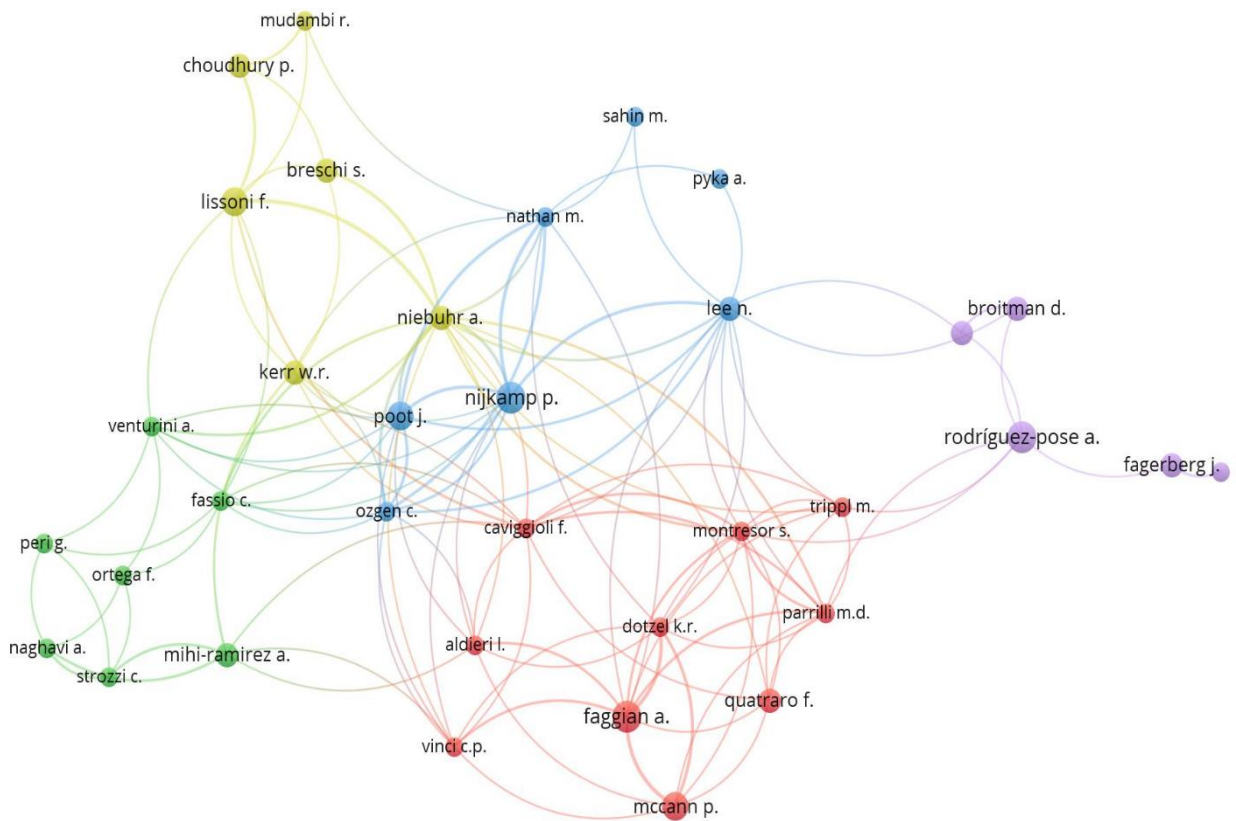 mudambi r.
choudhury p.
sahin m.
breschi s.
pyka a.
lissoni f.
nathan m.
lee n.
broitman d.
niebuhr a.
kerr w.r.
nijkamp p.
poot j.
venturini a.
rodríguez-pose a.
fagerberg j.
fassio c.
ozgen c.
trippl m.
caviggioli f.
montresor s.
peri g.
ortega f.
parrilli m.d.
dotzel k.r.
aldieri l.
naghavi a.
mihi-ramirez a.
strozzi c.
quatraro f.
faggian a.
vinci c.p.
mccann p.